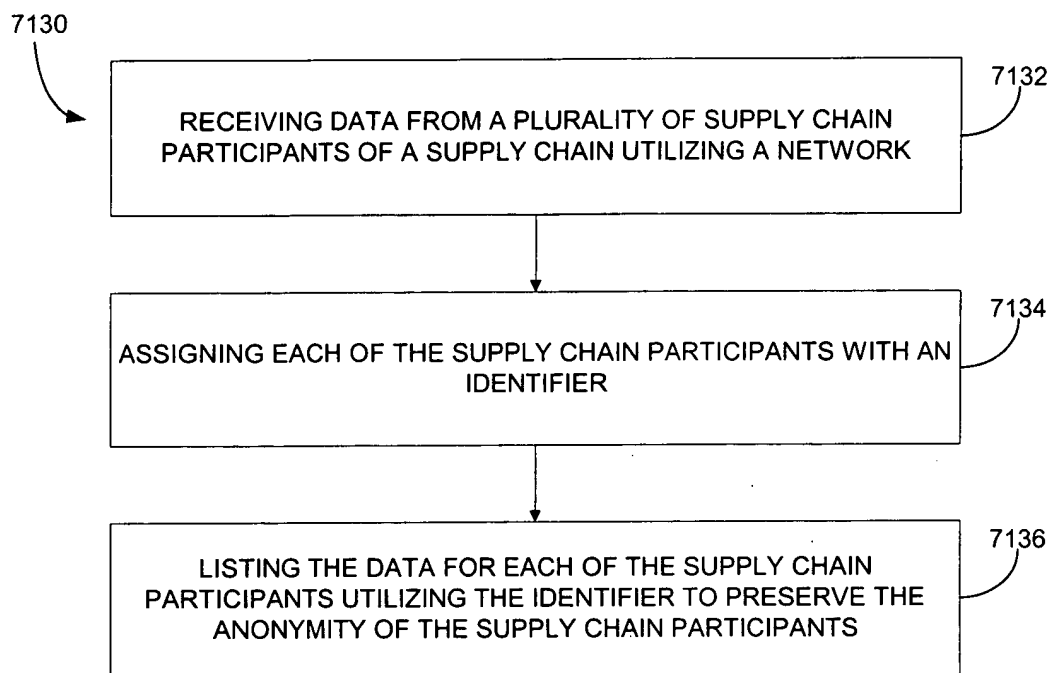 7130
7132
RECEIVING DATA FROM A PLURALITY OF SUPPLY CHAIN
PARTICIPANTS OF A SUPPLY CHAIN UTILIZING A NETWORK
7134
ASSIGNING EACH OF THE SUPPLY CHAIN PARTICIPANTS WITH AN
IDENTIFIER
7136
LISTING THE DATA FOR EACH OF THE SUPPLY CHAIN
PARTICIPANTS UTILIZING THE IDENTIFIER TO PRESERVE THE
ANONYMITY OF THE SUPPLY CHAIN PARTICIPANTS